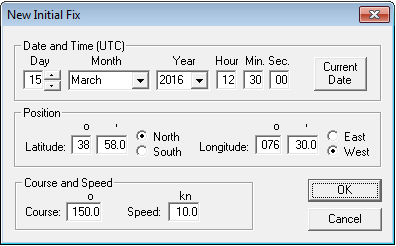 New Initial Fix
Date and Time (UTC)
Day Month Year Hour Min. Sec.
15 March 2016 12 30 00
Current
Date
Position
o ' o '
Latitude: 38 58.0 North South Longitude: 076 30.0 East West
Course and Speed
o kn
Course: 150.0 Speed: 10.0
OK
Cancel